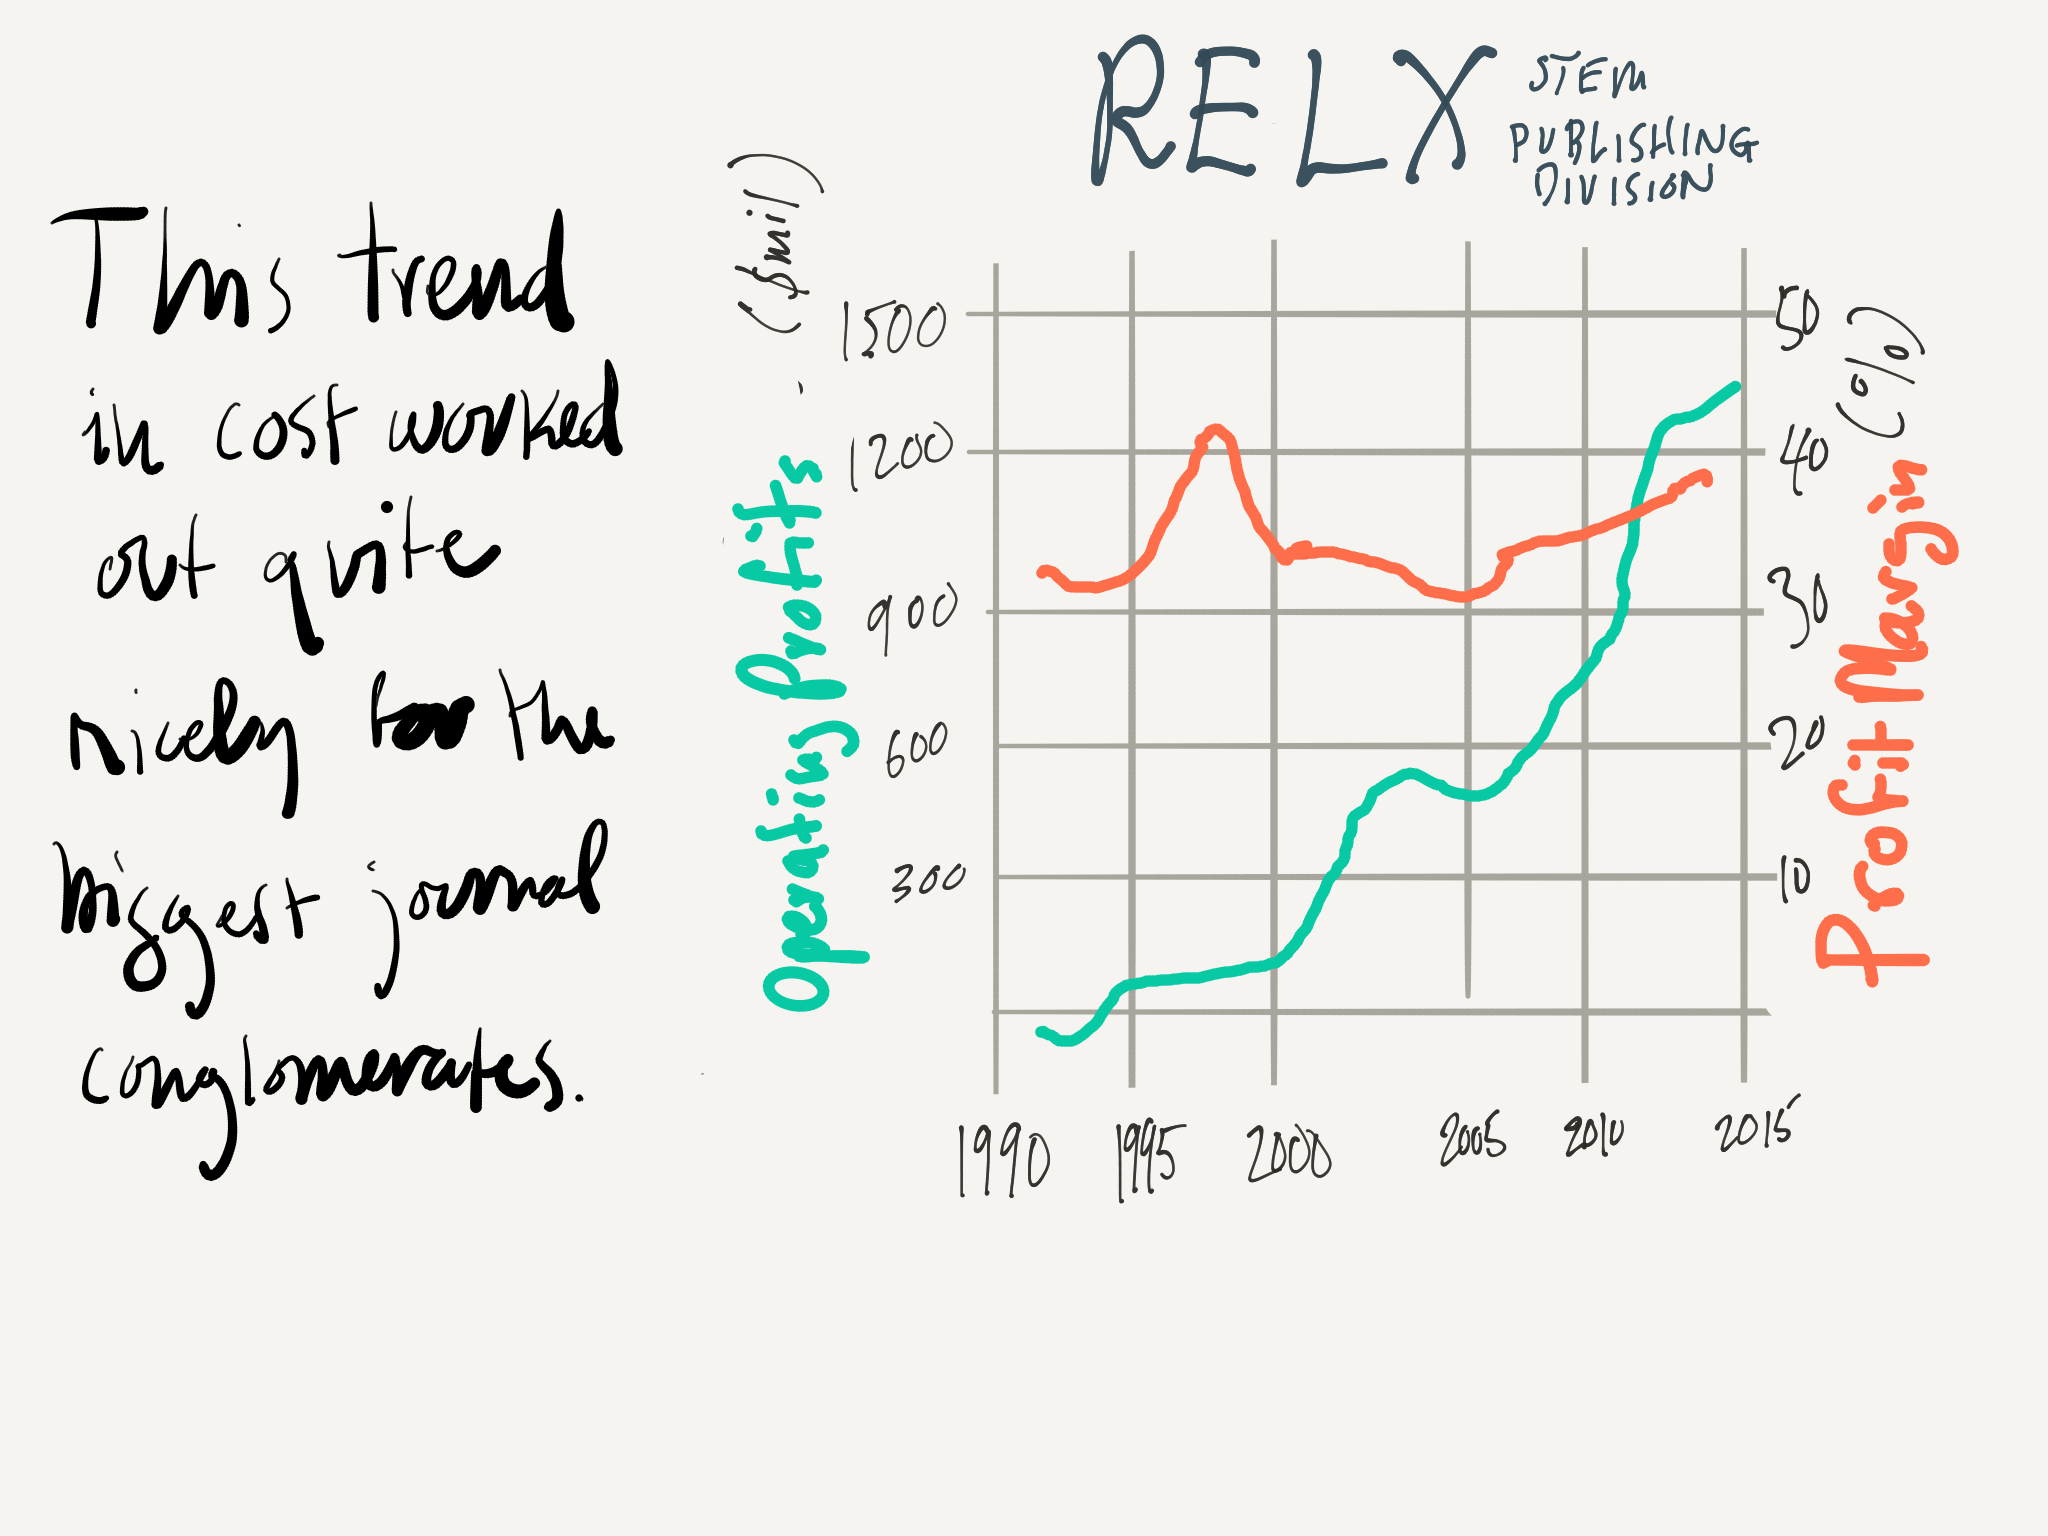 This trend
in cost worked
out quite
nicely for the
biggest journal
conglomerates.
RELX
STEM
PUBLISHING
DIVISION
Operating Profits ($mil)
1500
1200
900
600
300
50
40
30
20
10
Profit Margin (%)
1990 1995 2000 2005 2010 2015